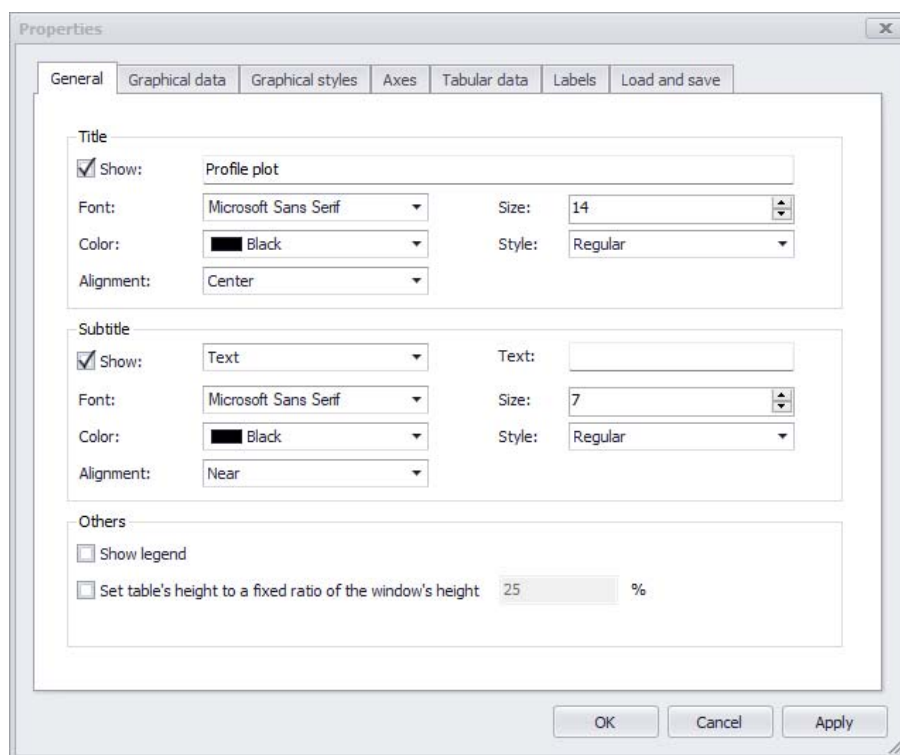 Properties
General Graphical data Graphical styles Axes Tabular data Labels Load and save
Title
Show: Profile plot
Font: Microsoft Sans Serif Size: 14
Color: Black Style: Regular
Alignment: Center
Subtitle
Show: Text Text:
Font: Microsoft Sans Serif Size: 7
Color: Black Style: Regular
Alignment: Near
Others
Show legend
Set table's height to a fixed ratio of the window's height 25 %
OK Cancel Apply